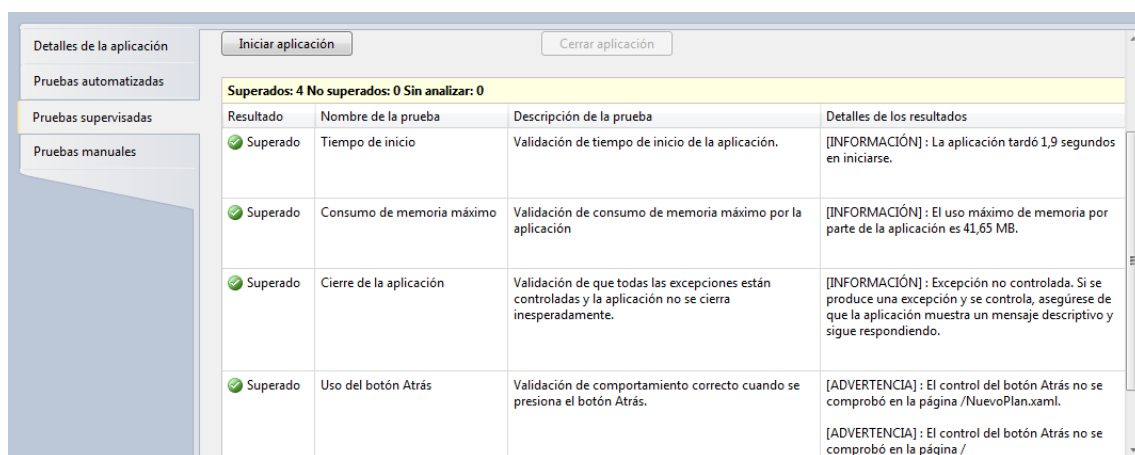 Detalles de la aplicación
Pruebas automatizadas
Pruebas supervisadas
Pruebas manuales
Iniciar aplicación
Cerrar aplicación
Superados: 4 No superados: 0 Sin analizar: 0
Resultado Nombre de la prueba Descripción de la prueba Detalles de los resultados
Superado Tiempo de inicio Validación de tiempo de inicio de la aplicación. [INFORMACIÓN] : La aplicación tardó 1,9 segundos
en iniciarse.
Superado Consumo de memoria máximo Validación de consumo de memoria máximo por la [INFORMACIÓN] : El uso máximo de memoria por
aplicación parte de la aplicación es 41,65 MB.
Superado Cierre de la aplicación Validación de que todas las excepciones están [INFORMACIÓN] : Excepción no controlada. Si se
controladas y la aplicación no se cierra produce una excepción y se controla, asegúrese de
inesperadamente. que la aplicación muestra un mensaje descriptivo y
sigue respondiendo.
Superado Uso del botón Atrás Validación de comportamiento correcto cuando se [ADVERTENCIA] : El control del botón Atrás no se
presiona el botón Atrás. comprobó en la página /NuevoPlan.xaml.
[ADVERTENCIA] : El control del botón Atrás no se
comprobó en la página /